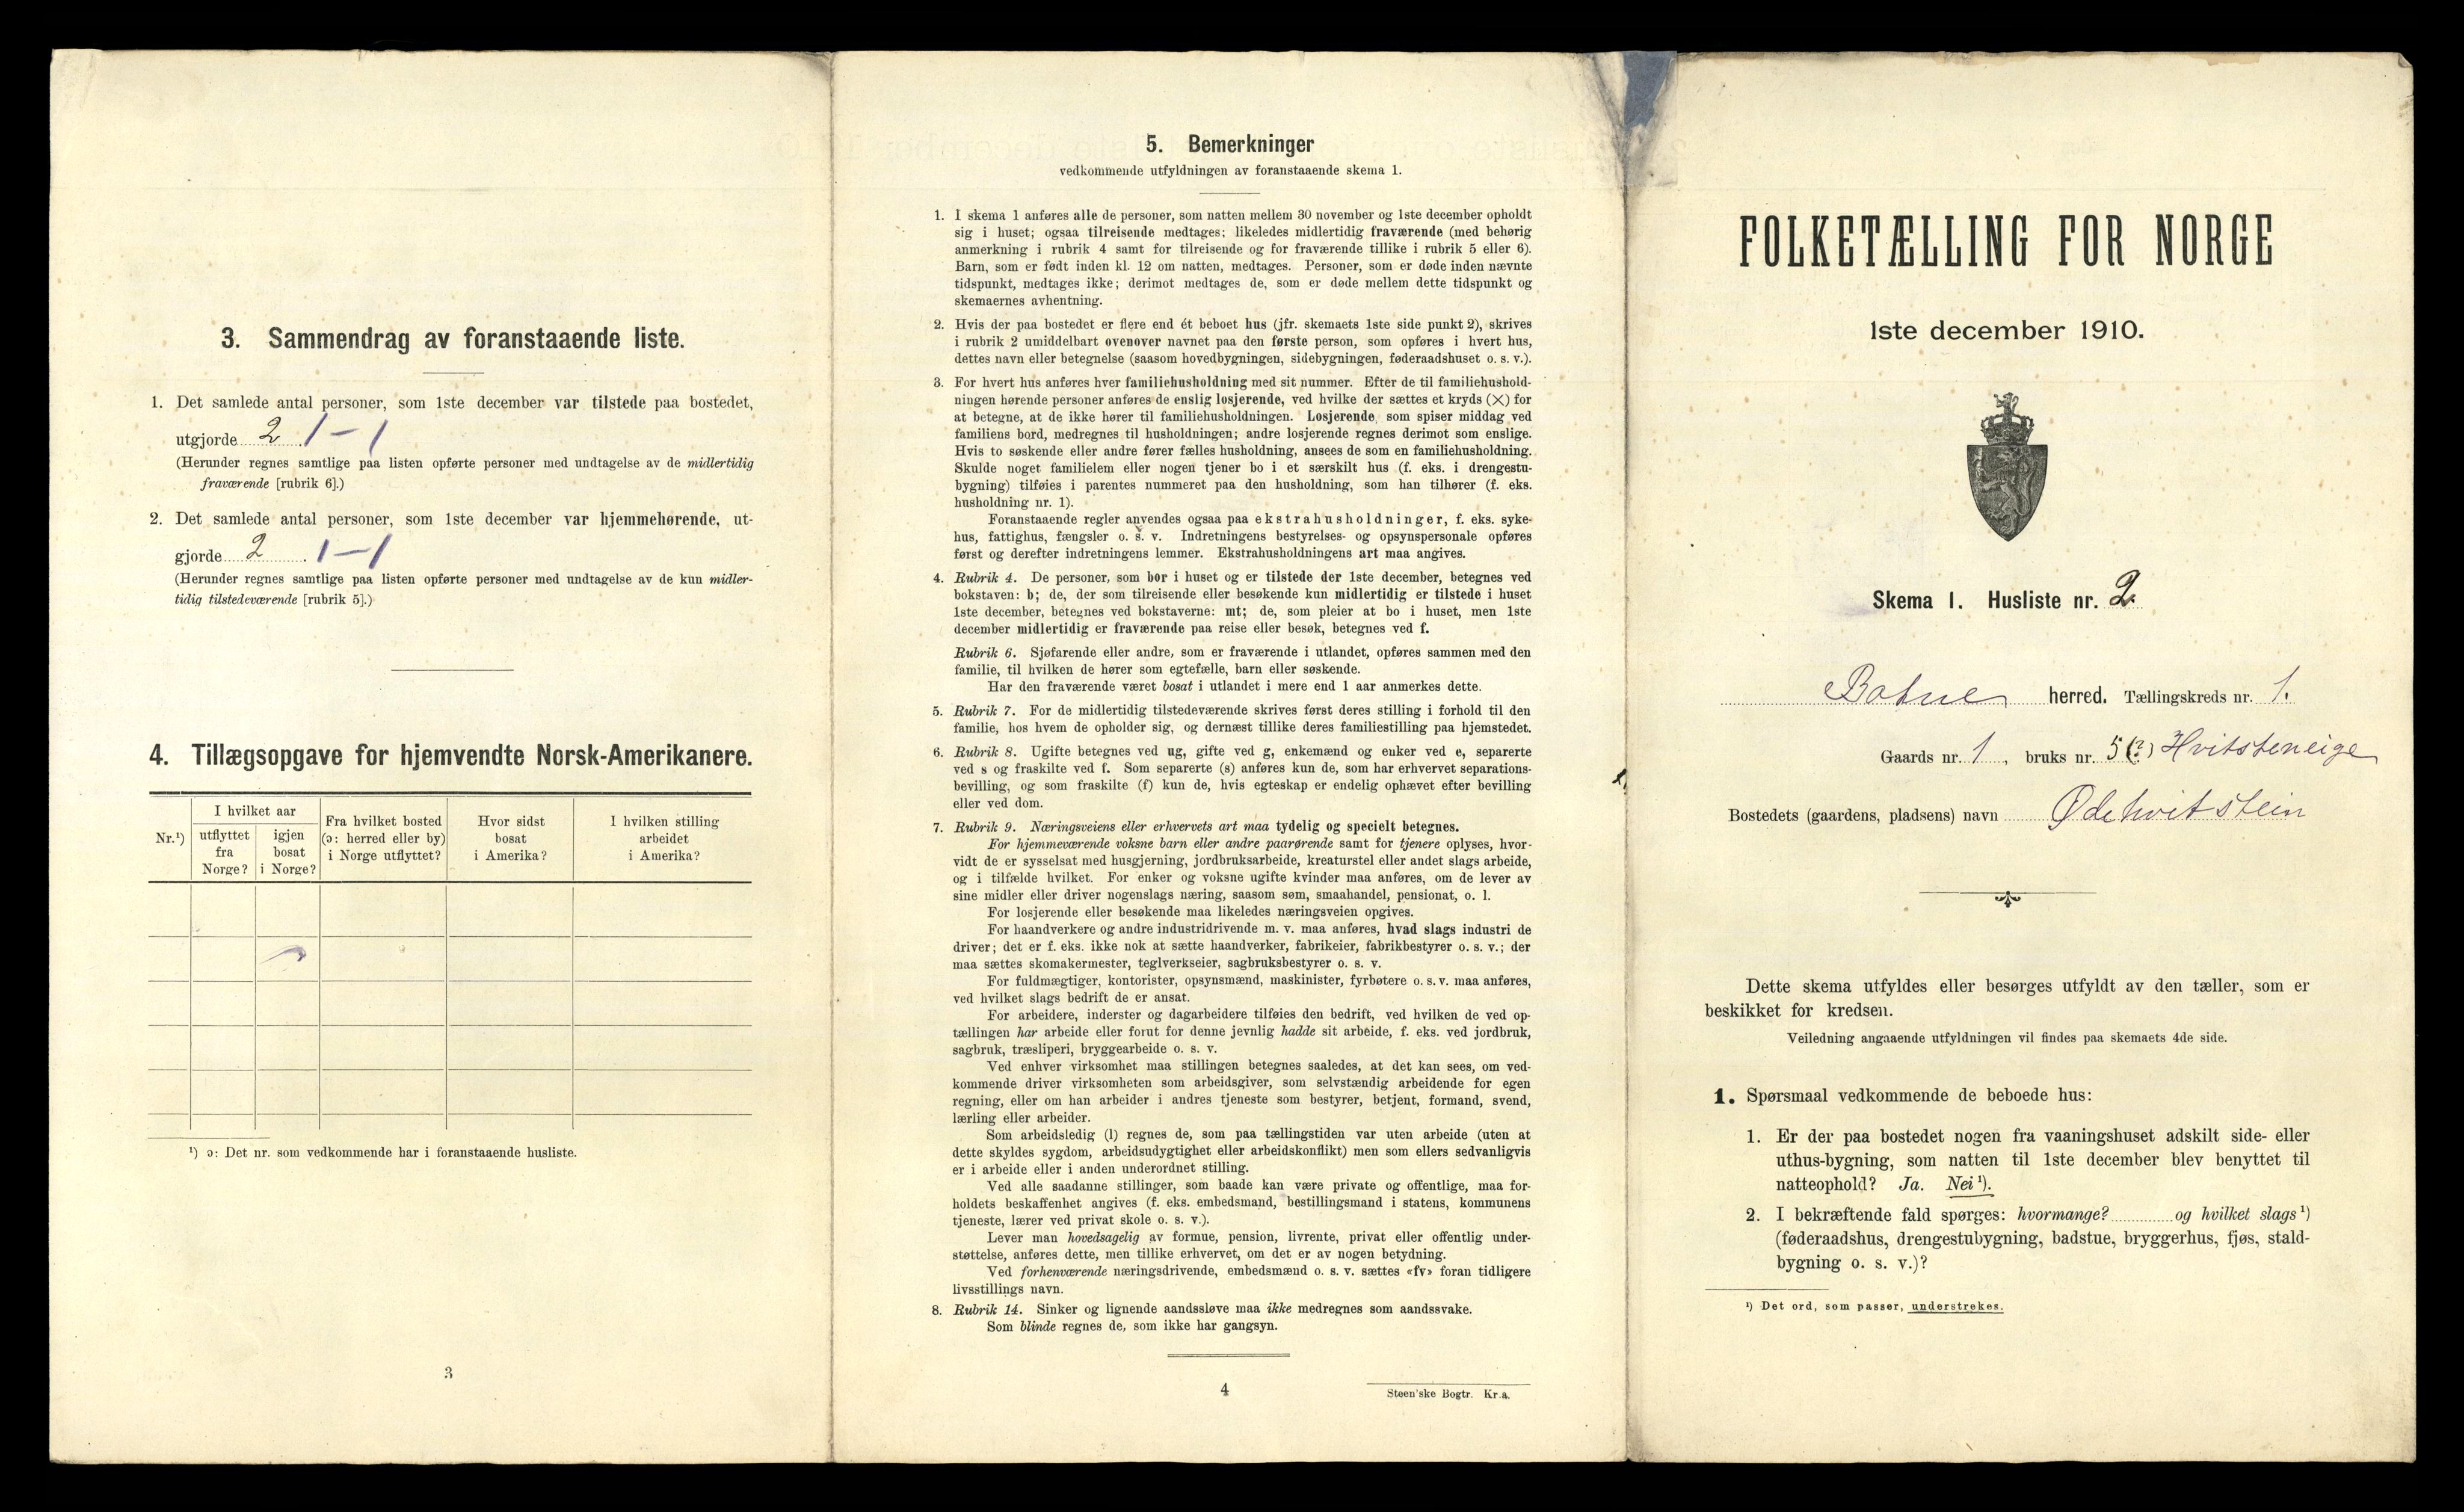 3. Sammendrag av foranstaaende liste.
1. Det samlede antal personer, som 1ste december var tilstede paa bostedet,
utgjorde 2 1 – 1
(Herunder regnes samtlige paa listen opførte personer med undtagelse av de midlertidig
fraværende [rubrik 6].)
2. Det samlede antal personer, som 1ste december var hjemmehørende, ut-
gjorde 2 . 1 – 1
(Herunder regnes samtlige paa listen opførte personer med undtagelse av de kun midler-
tidig tilstedeværende [rubrik 5].)
4. Tillægsopgave for hjemvendte Norsk-Amerikanere.
Nr.¹)
I hvilket aar
utflyttet fra Norge?
igjen bosat i Norge?
Fra hvilket bosted (ɔ: herred eller by) i Norge utflyttet?
Hvor sidst bosat i Amerika?
I hvilken stilling arbeidet i Amerika?
¹) ɔ: Det nr. som vedkommende har i foranstaaende husliste.
3
5. Bemerkninger
vedkommende utfyldningen av foranstaaende skema 1.
1. I skema 1 anføres alle de personer, som natten mellem 30 november og 1ste december opholdt
sig i huset; ogsaa tilreisende medtages; likeledes midlertidig fraværende (med behørig
anmerkning i rubrik 4 samt for tilreisende og for fraværende tillike i rubrik 5 eller 6).
Barn, som er født inden kl. 12 om natten, medtages. Personer, som er døde inden nævnte
tidspunkt, medtages ikke; derimot medtages de, som er døde mellem dette tidspunkt og
skemaernes avhentning.
2. Hvis der paa bostedet er flere end ét beboet hus (jfr. skemaets 1ste side punkt 2), skrives
i rubrik 2 umiddelbart ovenover navnet paa den første person, som opføres i hvert hus,
dettes navn eller betegnelse (saasom hovedbygningen, sidebygningen, føderaadshuset o. s. v.).
3. For hvert hus anføres hver familiehusholdning med sit nummer. Efter de til familiehushold-
ningen hørende personer anføres de enslig losjerende, ved hvilke der sættes et kryds (×) for
at betegne, at de ikke hører til familiehusholdningen. Losjerende, som spiser middag ved
familiens bord, medregnes til husholdningen; andre losjerende regnes derimot som enslige.
Hvis to søskende eller andre fører fælles husholdning, ansees de som en familiehusholdning.
Skulde noget familielem eller nogen tjener bo i et særskilt hus (f. eks. i drengestu-
bygning) tilføies i parentes nummeret paa den husholdning, som han tilhører (f. eks.
husholdning nr. 1).
Foranstaaende regler anvendes ogsaa paa ekstrahusholdninger, f. eks. syke-
hus, fattighus, fængsler o. s. v. Indretningens bestyrelses- og opsynspersonale opføres
først og derefter indretningens lemmer. Ekstrahusholdningens art maa angives.
4. Rubrik 4. De personer, som bor i huset og er tilstede der 1ste december, betegnes ved
bokstaven: b; de, der som tilreisende eller besøkende kun midlertidig er tilstede i huset
1ste december, betegnes ved bokstaverne: mt; de, som pleier at bo i huset, men 1ste
december midlertidig er fraværende paa reise eller besøk, betegnes ved f.
Rubrik 6. Sjøfarende eller andre, som er fraværende i utlandet, opføres sammen med den
familie, til hvilken de hører som egtefælle, barn eller søskende.
Har den fraværende været bosat i utlandet i mere end 1 aar anmerkes dette.
5. Rubrik 7. For de midlertidig tilstedeværende skrives først deres stilling i forhold til den
familie, hos hvem de opholder sig, og dernæst tillike deres familiestilling paa hjemstedet.
6. Rubrik 8. Ugifte betegnes ved ug, gifte ved g, enkemænd og enker ved e, separerte
ved s og fraskilte ved f. Som separerte (s) anføres kun de, som har erhvervet separations-
bevilling, og som fraskilte (f) kun de, hvis egteskap er endelig ophævet efter bevilling
eller ved dom.
7. Rubrik 9. Næringsveiens eller erhvervets art maa tydelig og specielt betegnes.
For hjemmeværende voksne barn eller andre paarørende samt for tjenere oplyses, hvor-
vidt de er sysselsat med husgjerning, jordbruksarbeide, kreaturstel eller andet slags arbeide,
og i tilfælde hvilket. For enker og voksne ugifte kvinder maa anføres, om de lever av
sine midler eller driver nogenslags næring, saasom søm, smaahandel, pensionat, o. l.
For losjerende eller besøkende maa likeledes næringsveien opgives.
For haandverkere og andre industridrivende m. v. maa anføres, hvad slags industri de
driver; det er f. eks. ikke nok at sætte haandverker, fabrikeier, fabrikbestyrer o. s. v.; der
maa sættes skomakermester, teglverkseier, sagbruksbestyrer o. s. v.
For fuldmægtiger, kontorister, opsynsmænd, maskinister, fyrbøtere o. s. v. maa anføres,
ved hvilket slags bedrift de er ansat.
For arbeidere, inderster og dagarbeidere tilføies den bedrift, ved hvilken de ved op-
tællingen har arbeide eller forut for denne jevnlig hadde sit arbeide, f. eks. ved jordbruk,
sagbruk, træsliperi, bryggearbeide o. s. v.
Ved enhver virksomhet maa stillingen betegnes saaledes, at det kan sees, om ved-
kommende driver virksomheten som arbeidsgiver, som selvstændig arbeidende for egen
regning, eller om han arbeider i andres tjeneste som bestyrer, betjent, formand, svend,
lærling eller arbeider.
Som arbeidsledig (l) regnes de, som paa tællingstiden var uten arbeide (uten at
dette skyldes sygdom, arbeidsudygtighet eller arbeidskonflikt) men som ellers sedvanligvis
er i arbeide eller i anden underordnet stilling.
Ved alle saadanne stillinger, som baade kan være private og offentlige, maa for-
holdets beskaffenhet angives (f. eks. embedsmand, bestillingsmand i statens, kommunens
tjeneste, lærer ved privat skole o. s. v.).
Lever man hovedsagelig av formue, pension, livrente, privat eller offentlig under-
støttelse, anføres dette, men tillike erhvervet, om det er av nogen betydning.
Ved forhenværende næringsdrivende, embedsmænd o. s. v. sættes «fv» foran tidligere
livsstillings navn.
8. Rubrik 14. Sinker og lignende aandssløve maa ikke medregnes som aandssvake.
Som blinde regnes de, som ikke har gangsyn.
4
Steen'ske Bogtr. Kr.a.
FOLKETÆLLING FOR NORGE
1ste december 1910.
Skema 1. Husliste nr. 2.
Botne herred. Tællingskreds nr. 1.
Gaards nr. 1, bruks nr. 5(?) Hvitsteneige
Bostedets (gaardens, pladsens) navn Ødehvitstein
Dette skema utfyldes eller besørges utfyldt av den tæller, som er
beskikket for kredsen.
Veiledning angaaende utfyldningen vil findes paa skemaets 4de side.
1. Spørsmaal vedkommende de beboede hus:
1. Er der paa bostedet nogen fra vaaningshuset adskilt side- eller
uthus-bygning, som natten til 1ste december blev benyttet til
natteophold? Ja. Nei¹).
2. I bekræftende fald spørges: hvormange? og hvilket slags¹)
(føderaadshus, drengestubygning, badstue, bryggerhus, fjøs, stald-
bygning o. s. v.)?
¹) Det ord, som passer, understrekes.